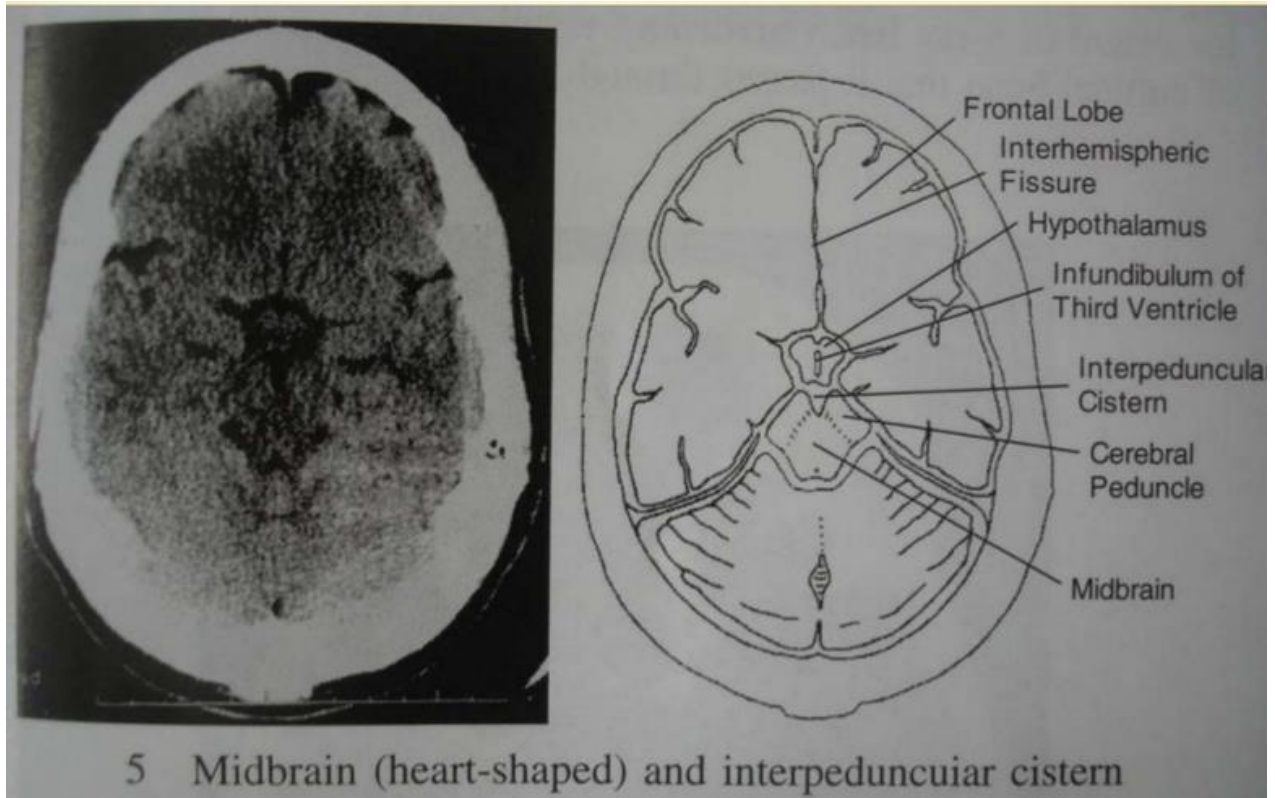 Frontal Lobe
Interhemispheric
Fissure
Hypothalamus
Infundibulum of
Third Ventricle
Interpeduncular
Cistern
Cerebral
Peduncle
Midbrain
5 Midbrain (heart-shaped) and interpeduncuiar cistern